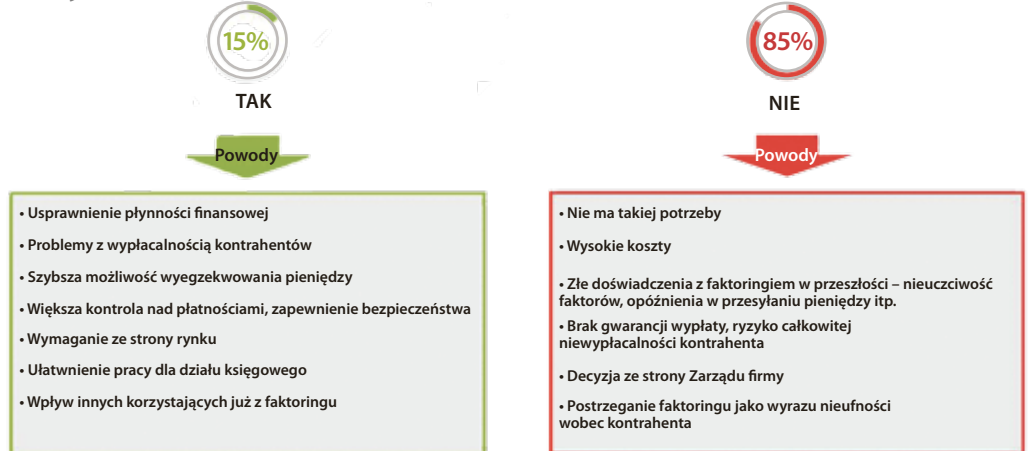 15%
TAK
Powody
• Usprawnienie płynności finansowej
• Problemy z wypłacalnością kontrahentów
• Szybsza możliwość wyegzekwowania pieniędzy
• Większa kontrola nad płatnościami, zapewnienie bezpieczeństwa
• Wymaganie ze strony rynku
• Ułatwnienie pracy dla działu księgowego
• Wpływ innych korzystających już z faktoringu
85%
NIE
Powody
• Nie ma takiej potrzeby
• Wysokie koszty
• Złe doświadczenia z faktoringiem w przeszłości – nieuczciwość
faktorów, opóźnienia w przesyłaniu pieniędzy itp.
• Brak gwarancji wypłaty, ryzyko całkowitej
niewypłacalności kontrahenta
• Decyzja ze strony Zarządu firmy
• Postrzeganie faktoringu jako wyrazu nieufności
wobec kontrahenta